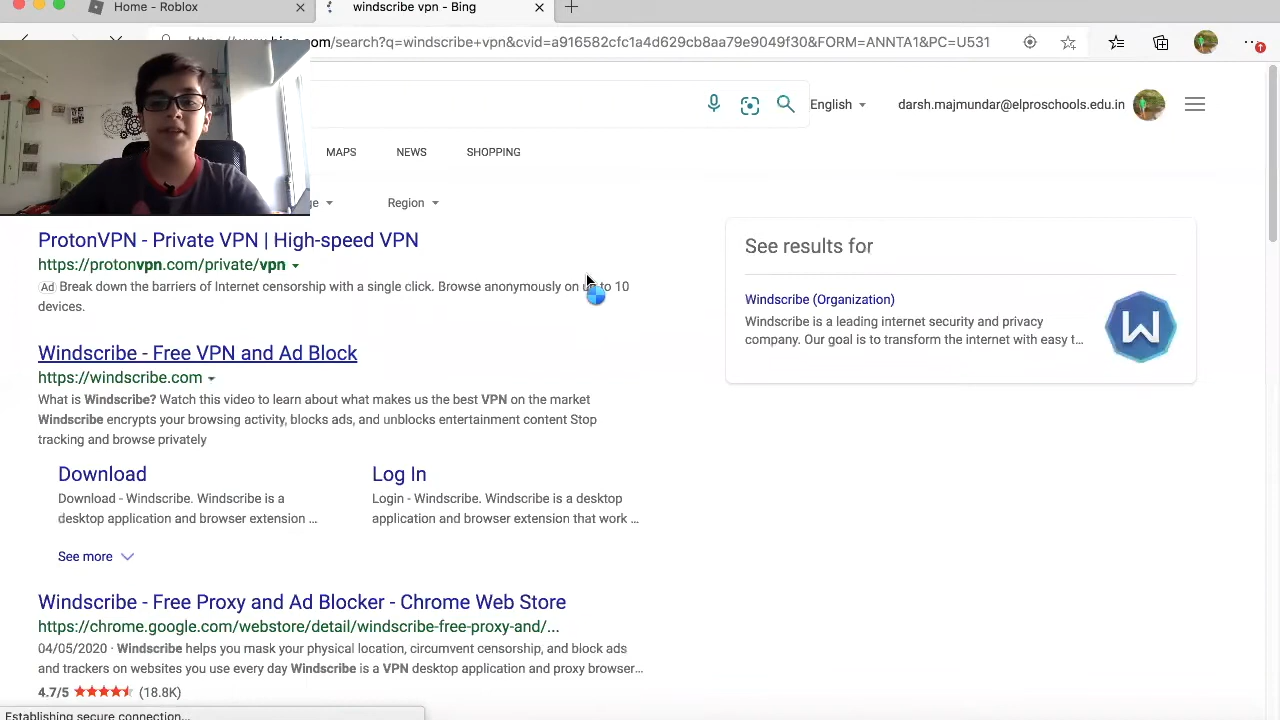 Home - Roblox
windscribe vpn - Bing
https://www.bing.com/search?q=windscribe+vpn&cvid=a916582cfc1a4d629cb8aa79e9049f30&FORM=ANNTA1&PC=U531
English
darsh.majmundar@elproschools.edu.in
MAPS
NEWS
SHOPPING
Region
ProtonVPN - Private VPN | High-speed VPN
https://protonvpn.com/private/vpn
Ad Break down the barriers of Internet censorship with a single click. Browse anonymously on up to 10
devices.
See results for
Windscribe (Organization)
Windscribe is a leading internet security and privacy
company. Our goal is to transform the internet with easy t...
W
Windscribe - Free VPN and Ad Block
https://windscribe.com
What is Windscribe? Watch this video to learn about what makes us the best VPN on the market
Windscribe encrypts your browsing activity, blocks ads, and unblocks entertainment content Stop
tracking and browse privately
Download
Download - Windscribe. Windscribe is a
desktop application and browser extension ...
Log In
Login - Windscribe. Windscribe is a desktop
application and browser extension that work ...
See more
Windscribe - Free Proxy and Ad Blocker - Chrome Web Store
https://chrome.google.com/webstore/detail/windscribe-free-proxy-and/...
04/05/2020 · Windscribe helps you mask your physical location, circumvent censorship, and block ads
and trackers on websites you use every day Windscribe is a VPN desktop application and proxy browser...
4.7/5 ★★★★★ (18.8K)
Establishing secure connection...